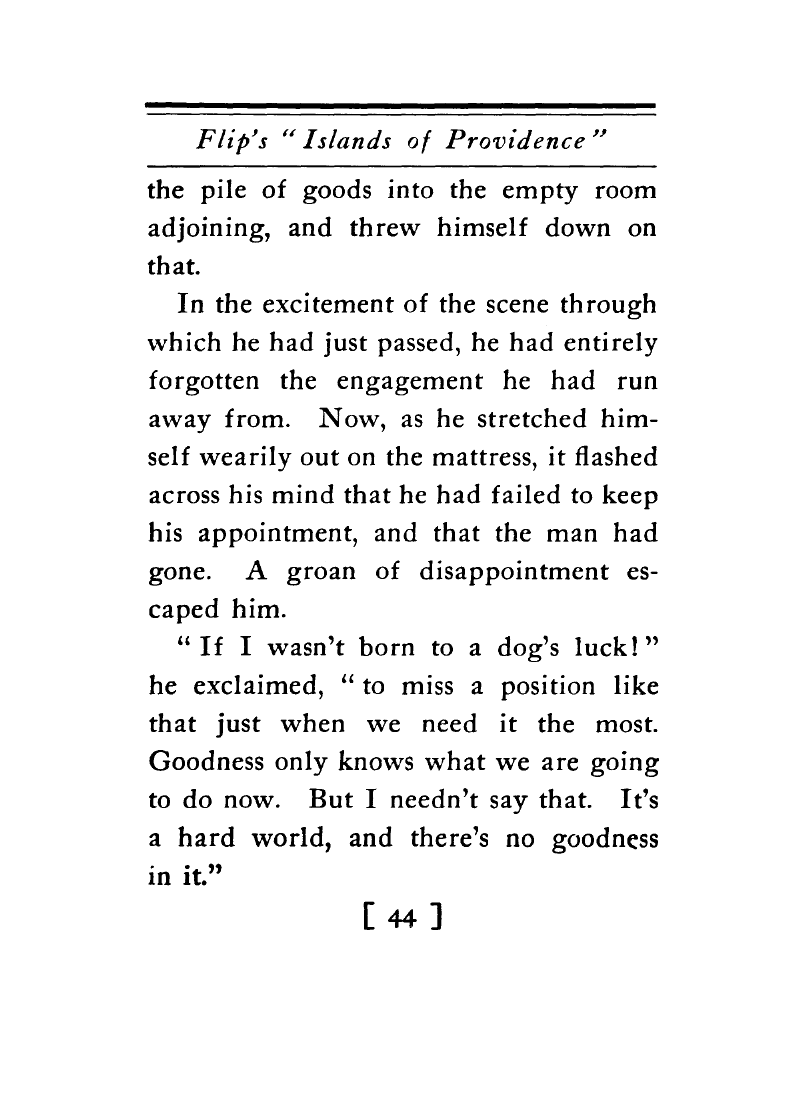 Flip's “ Islands of Providence ”
the pile of goods into the empty room
adjoining, and threw himself down on
that.
In the excitement of the scene through
which he had just passed, he had entirely
forgotten the engagement he had run
away from. Now, as he stretched him-
self wearily out on the mattress, it flashed
across his mind that he had failed to keep
his appointment, and that the man had
gone. A groan of disappointment es-
caped him.
“ If I wasn't born to a dog's luck! ”
he exclaimed, “ to miss a position like
that just when we need it the most.
Goodness only knows what we are going
to do now. But I needn't say that. It's
a hard world, and there's no goodness
in it.”
[ 44 ]